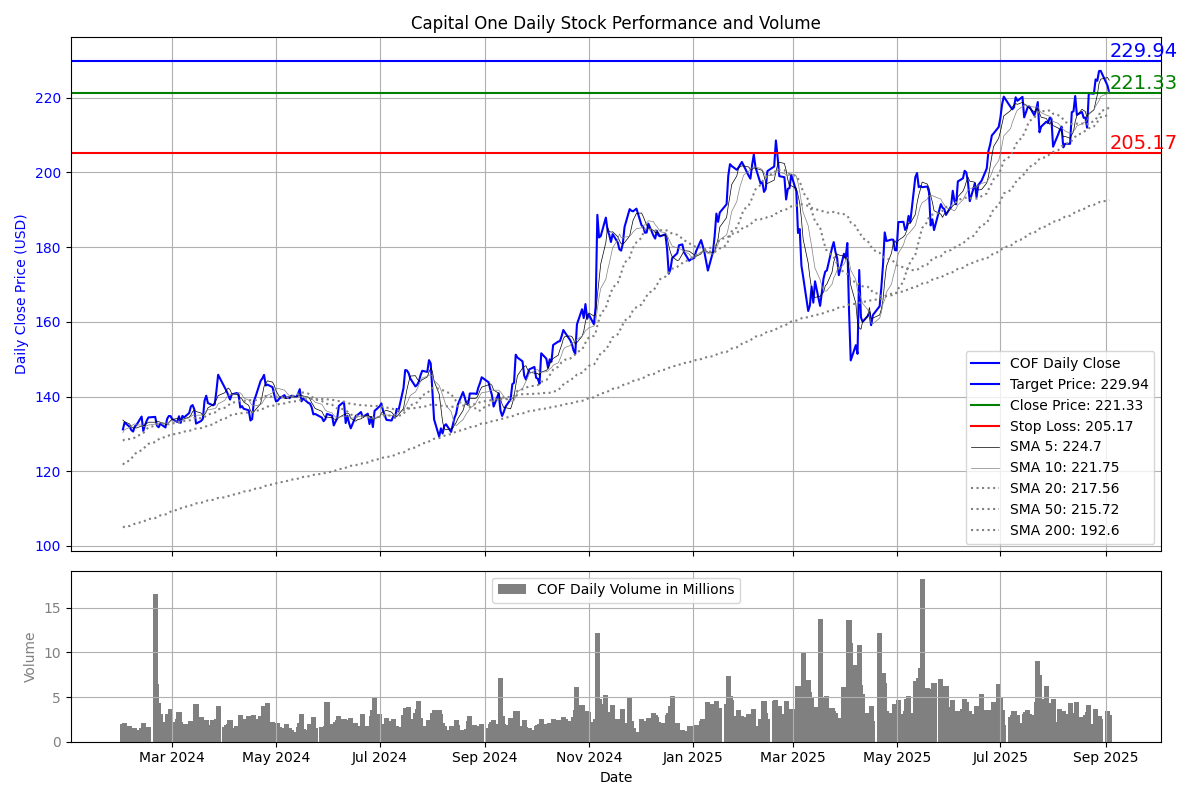 Capital One Daily Stock Performance and Volume
229.94
221.33
205.17
Daily Close Price (USD)
220
200
180
160
140
120
100
COF Daily Close
Target Price: 229.94
Close Price: 221.33
Stop Loss: 205.17
SMA 5: 224.7
SMA 10: 221.75
SMA 20: 217.56
SMA 50: 215.72
SMA 200: 192.6
COF Daily Volume in Millions
Volume
15
10
5
0
Mar 2024 May 2024 Jul 2024 Sep 2024 Nov 2024 Jan 2025 Mar 2025 May 2025 Jul 2025 Sep 2025
Date